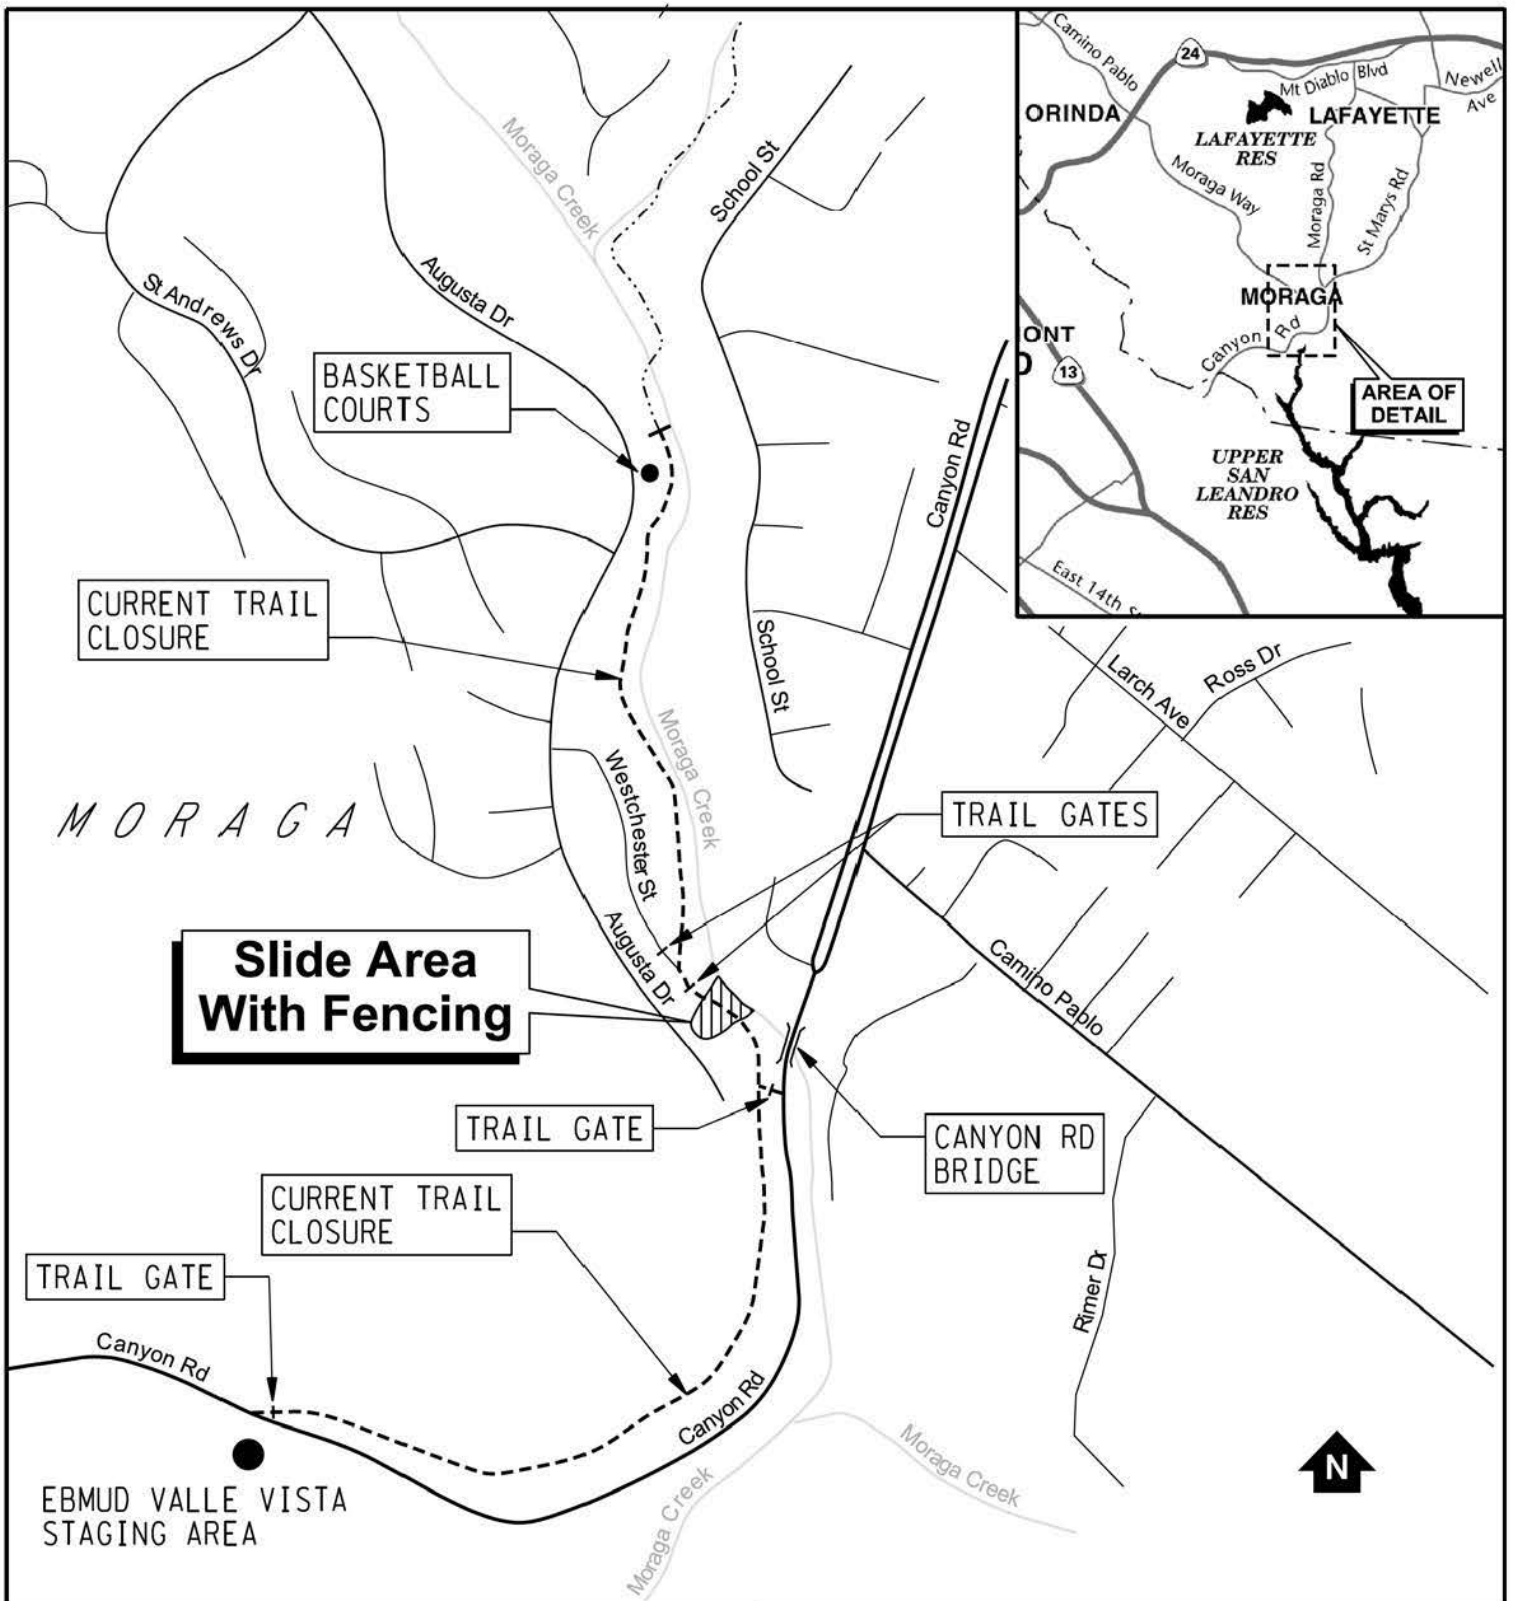 Moraga Creek
School St
Augusta Dr
St Andrews Dr
BASKETBALL
COURTS
Canyon Rd
CURRENT TRAIL
CLOSURE
School St
Moraga Creek
Westchester St
MORAGA
TRAIL GATES
Augusta Dr
Slide Area
With Fencing
Larch Ave
Ross Dr
Camino Pablo
TRAIL GATE
CANYON RD
BRIDGE
CURRENT TRAIL
CLOSURE
TRAIL GATE
Rimer Dr
Canyon Rd
Canyon Rd
Moraga Creek
Moraga Creek
EBMUD VALLE VISTA
STAGING AREA
N
Camino Pablo
24
Mt Diablo Blvd
Newell
Ave
ORINDA
LAFAYETTE
LAFAYETTE
RES
Moraga Way
Moraga Rd
St Marys Rd
MORAGA
Canyon Rd
ONT
13
AREA OF
DETAIL
UPPER
SAN
LEANDRO
RES
East 14th